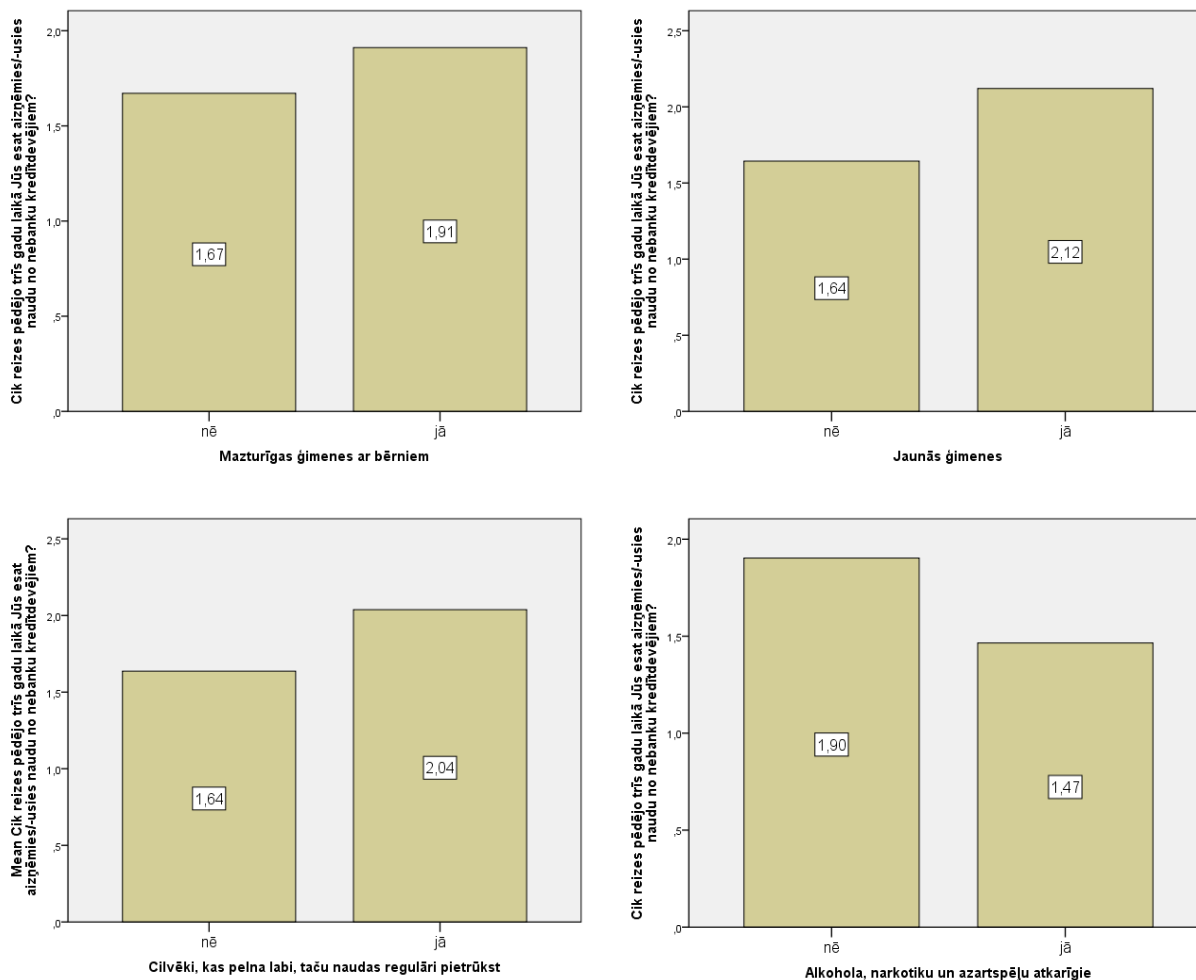 Cik reizes pēdējo trīs gadu laikā Jūs esat aizņēmies/-usies
naudu no nebanku kredītdevējiem?
2,0
1,5
1,0
,5
,0
1,67
1,91
nē
jā
Mazturīgas ģimenes ar bērniem
Cik reizes pēdējo trīs gadu laikā Jūs esat aizņēmies/-usies
naudu no nebanku kredītdevējiem?
2,5
2,0
1,5
1,0
,5
,0
1,64
2,12
nē
jā
Jaunās ģimenes
Mean Cik reizes pēdējo trīs gadu laikā Jūs esat
aizņēmies/-usies naudu no nebanku kredītdevējiem?
2,5
2,0
1,5
1,0
,5
,0
1,64
2,04
nē
jā
Cilvēki, kas pelna labi, taču naudas regulāri pietrūkst
Cik reizes pēdējo trīs gadu laikā Jūs esat aizņēmies/-usies
naudu no nebanku kredītdevējiem?
2,0
1,5
1,0
,5
,0
1,90
1,47
nē
jā
Alkohola, narkotiku un azartspēļu atkarīgie